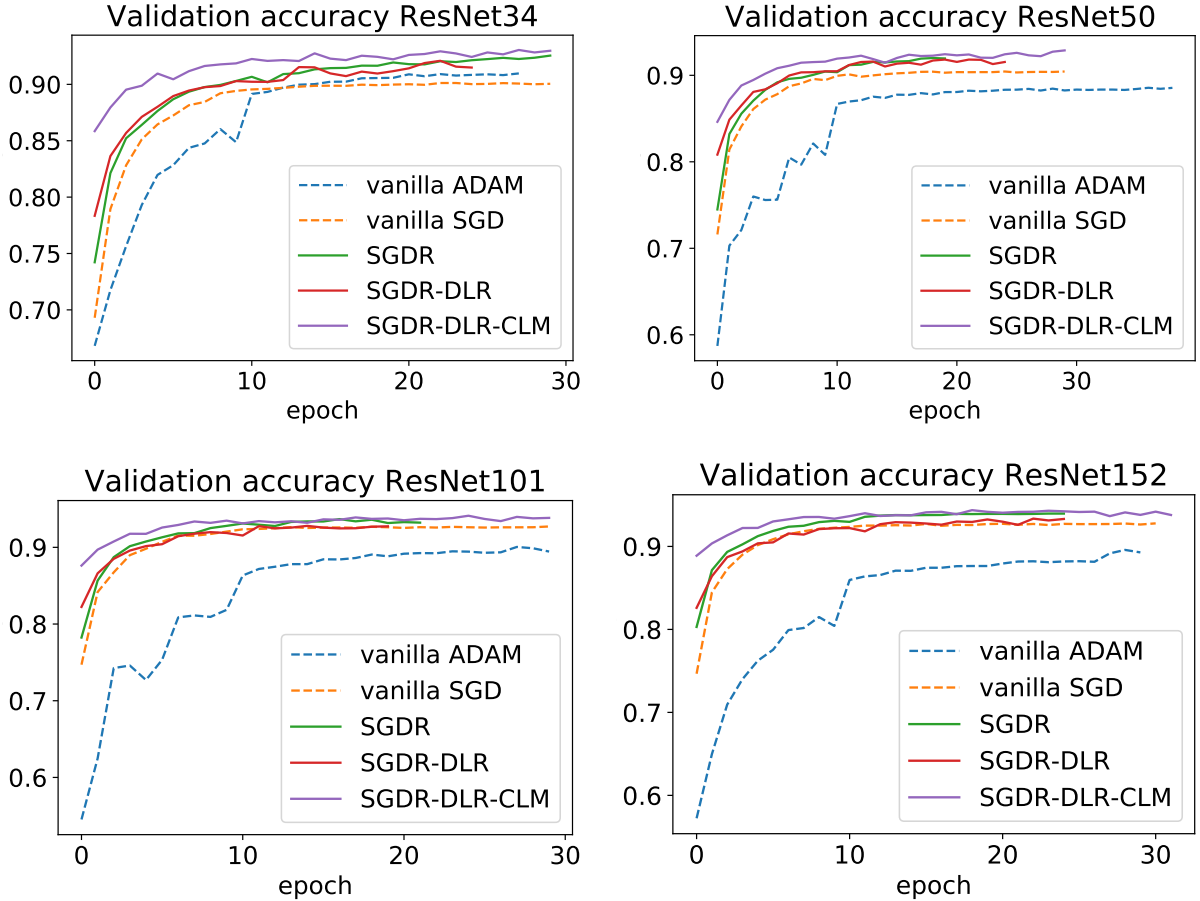 Validation accuracy ResNet34
0.90
0.85
0.80
0.75
0.70
vanilla ADAM
vanilla SGD
SGDR
SGDR-DLR
SGDR-DLR-CLM
0 10 20 30
epoch
Validation accuracy ResNet50
0.9
0.8
0.7
0.6
vanilla ADAM
vanilla SGD
SGDR
SGDR-DLR
SGDR-DLR-CLM
0 10 20 30
epoch
Validation accuracy ResNet101
0.9
0.8
0.7
0.6
vanilla ADAM
vanilla SGD
SGDR
SGDR-DLR
SGDR-DLR-CLM
0 10 20 30
epoch
Validation accuracy ResNet152
0.9
0.8
0.7
0.6
vanilla ADAM
vanilla SGD
SGDR
SGDR-DLR
SGDR-DLR-CLM
0 10 20 30
epoch